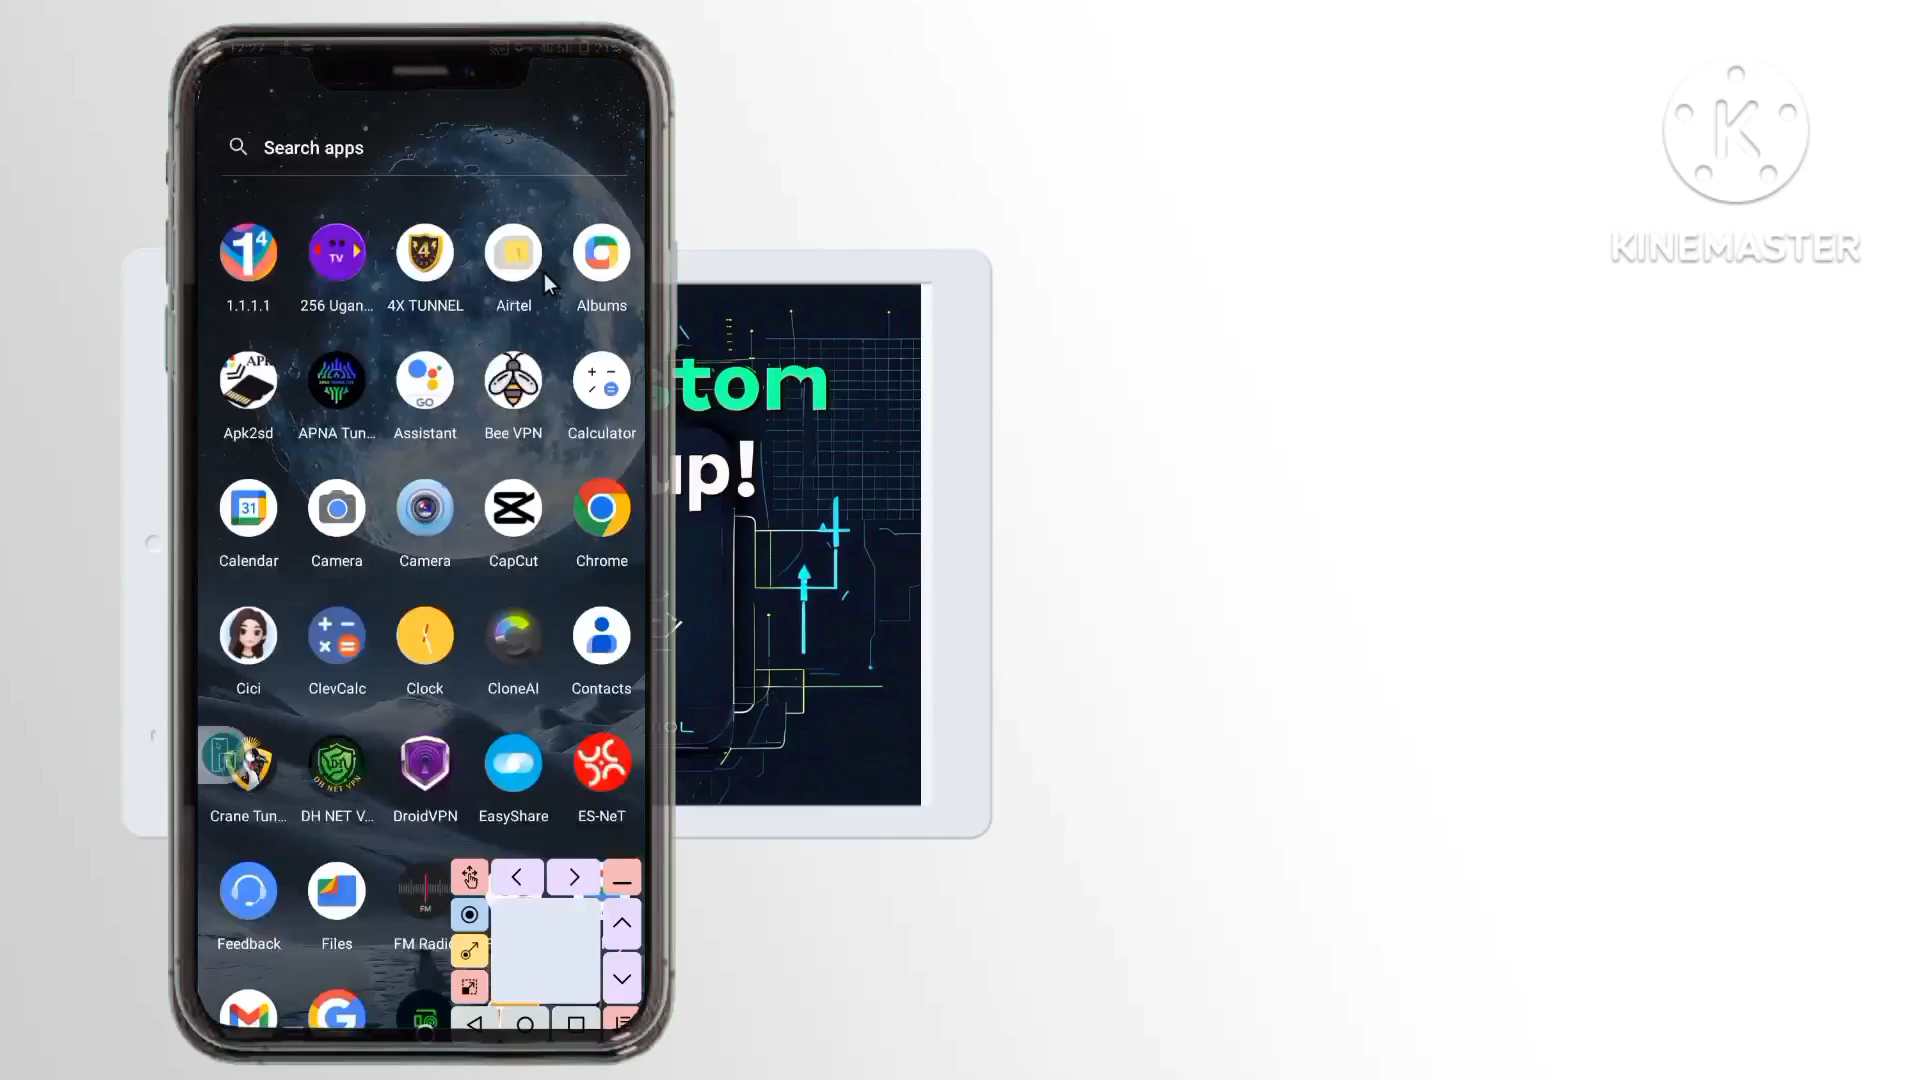 Search apps
1.1.1.1
256 Ugan...
4X TUNNEL
Airtel
Albums
Apk2sd
APNA Tun...
Assistant
Bee VPN
Calculator
Calendar
Camera
Camera
CapCut
Chrome
Cici
ClevCalc
Clock
CloneAI
Contacts
Crane Tun...
DH NET V...
DroidVPN
EasyShare
ES-NeT
Feedback
Files
FM Radi
tom
up!
K
KINEMASTER